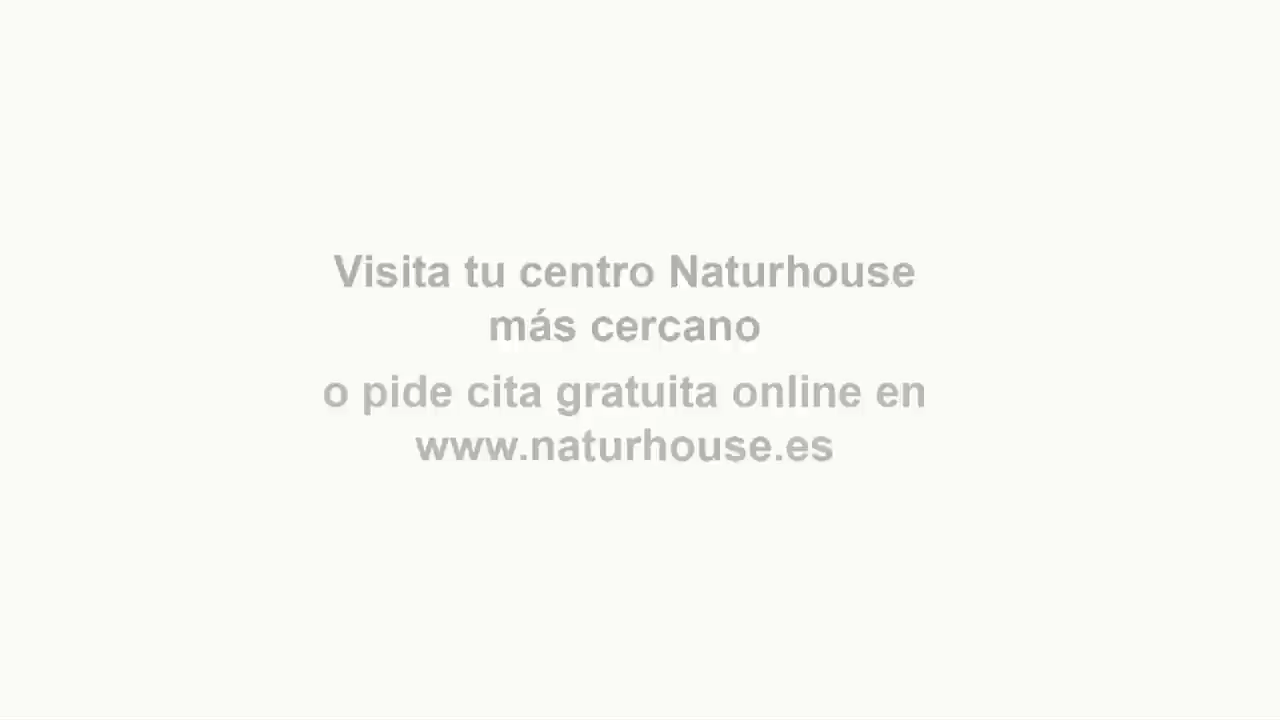 Visita tu centro Naturhouse
más cercano
o pide cita gratuita online en
www.naturhouse.es